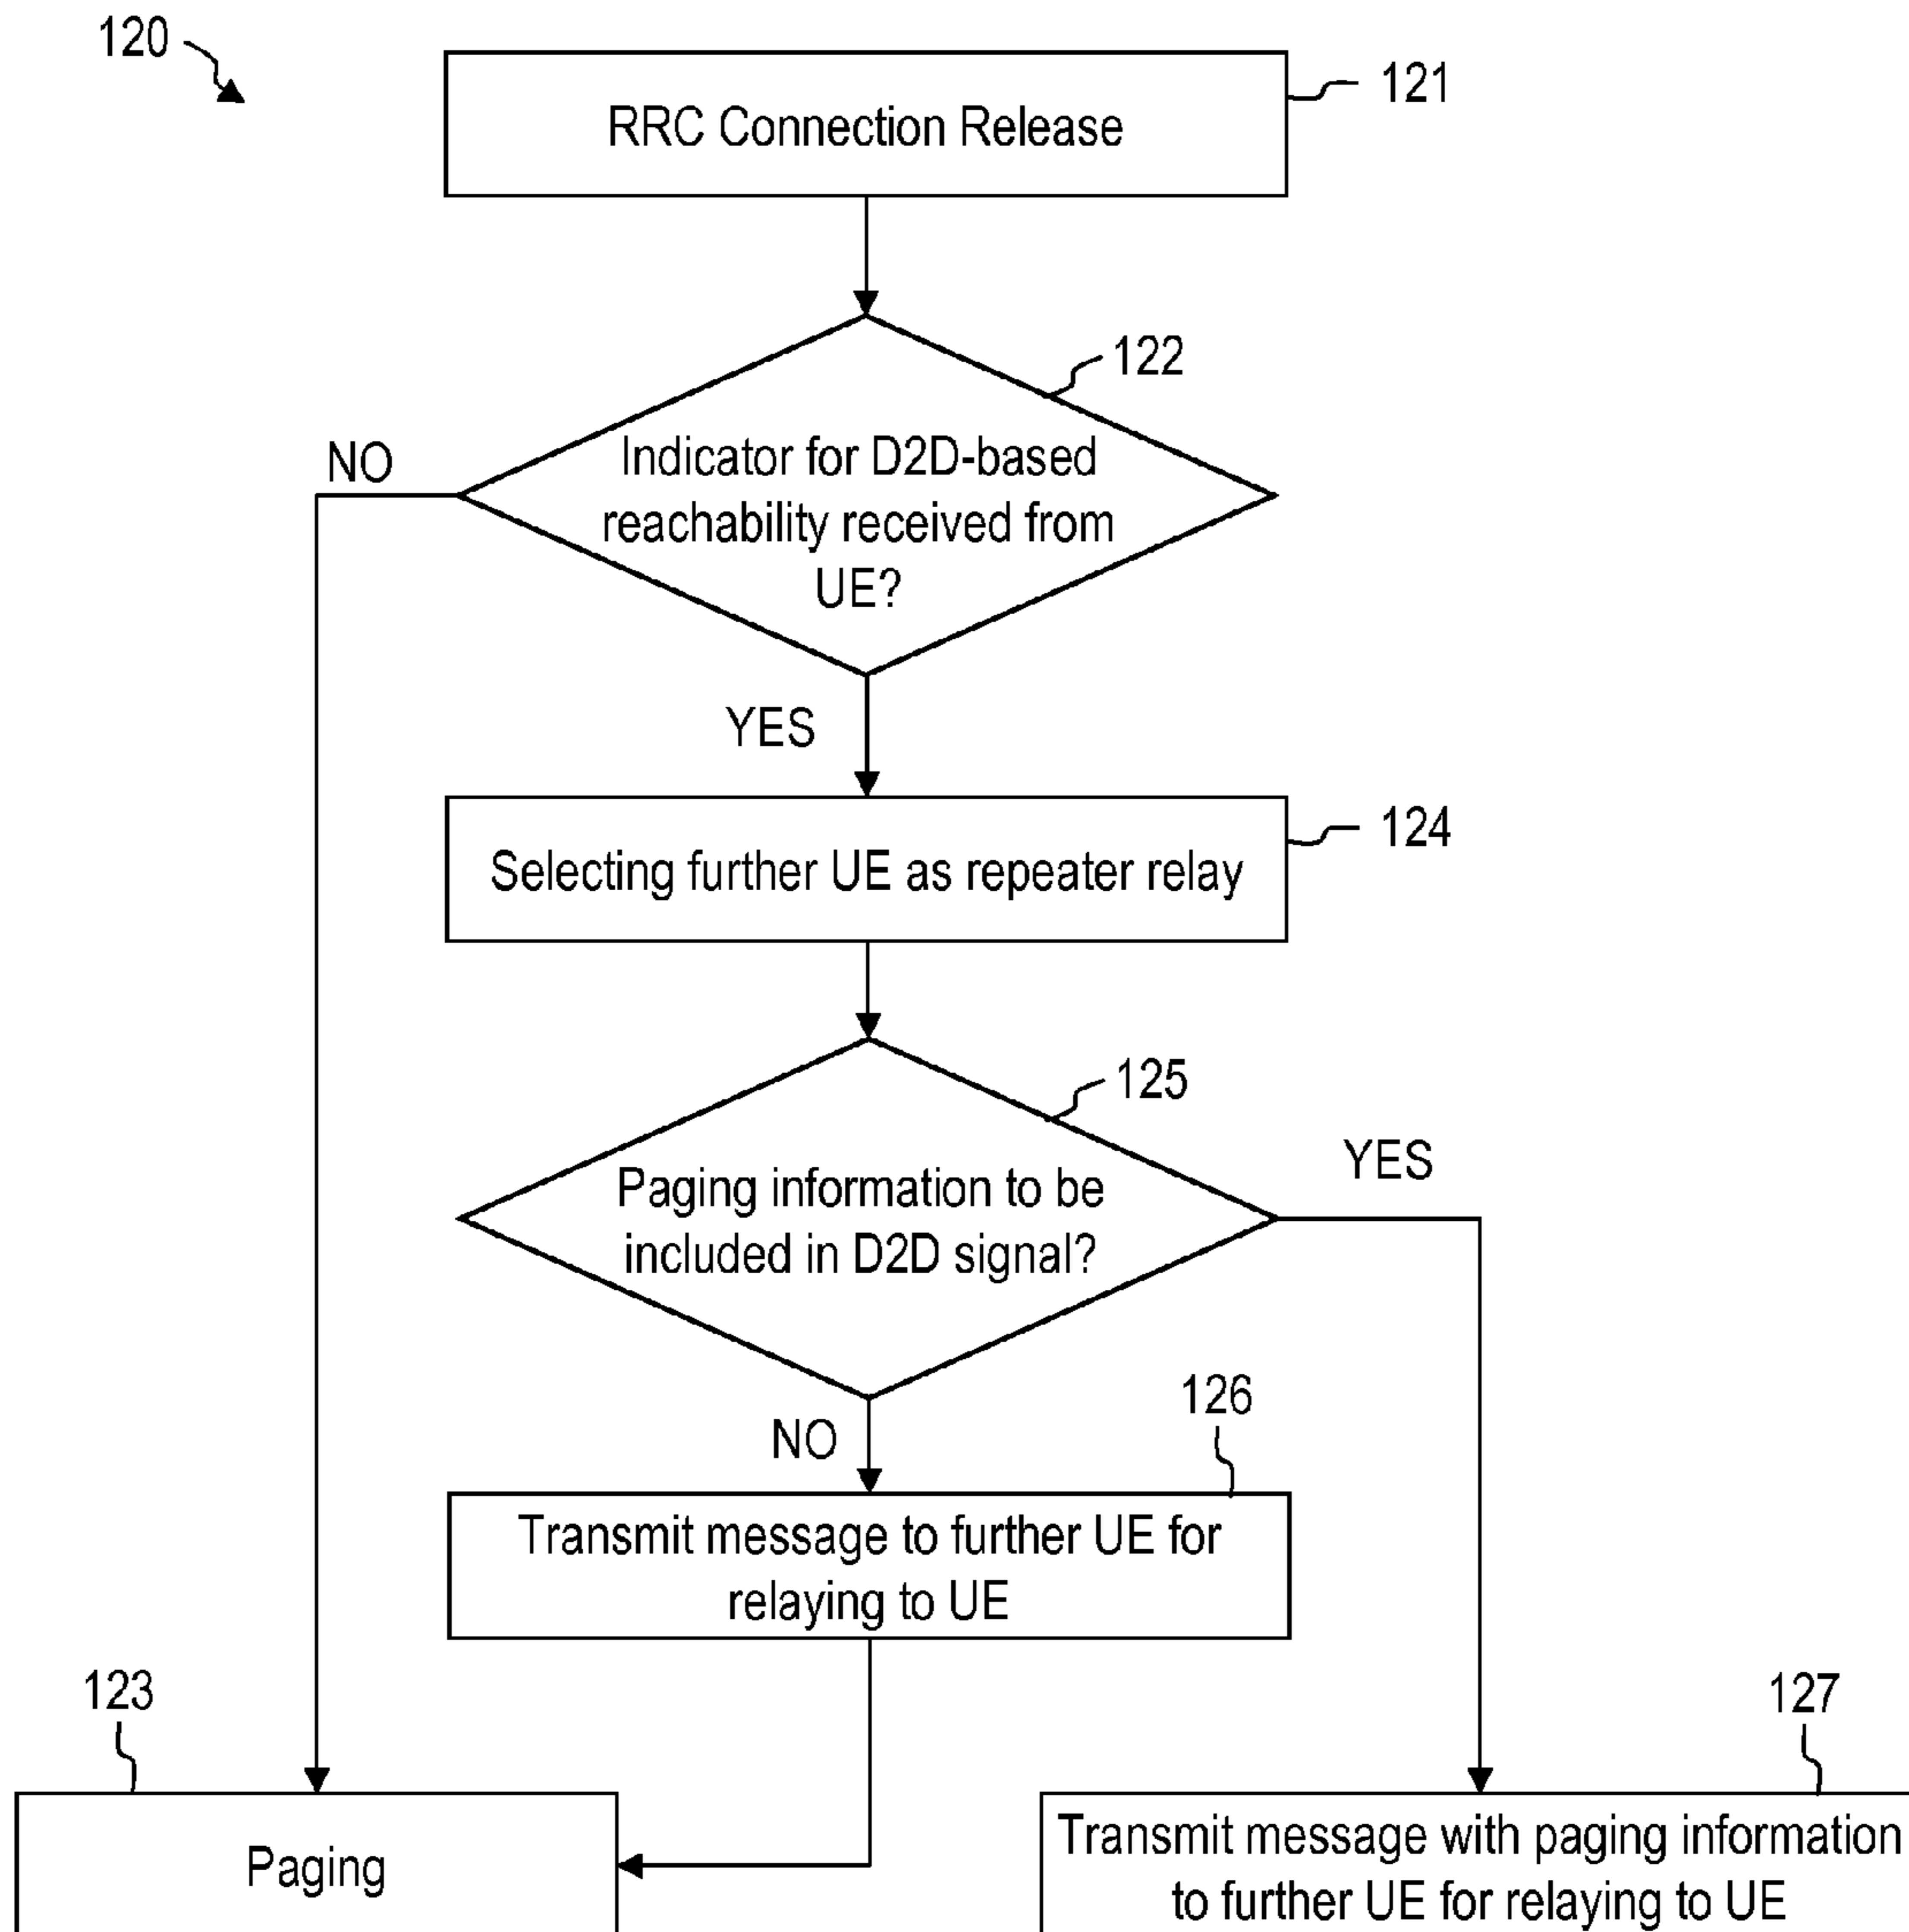 120
121
RRC Connection Release
122
Indicator for D2D-based
reachability received from
UE?
NO
YES
124
Selecting further UE as repeater relay
125
Paging information to be
included in D2D signal?
YES
NO
126
Transmit message to further UE for
relaying to UE
123
Paging
127
Transmit message with paging information
to further UE for relaying to UE